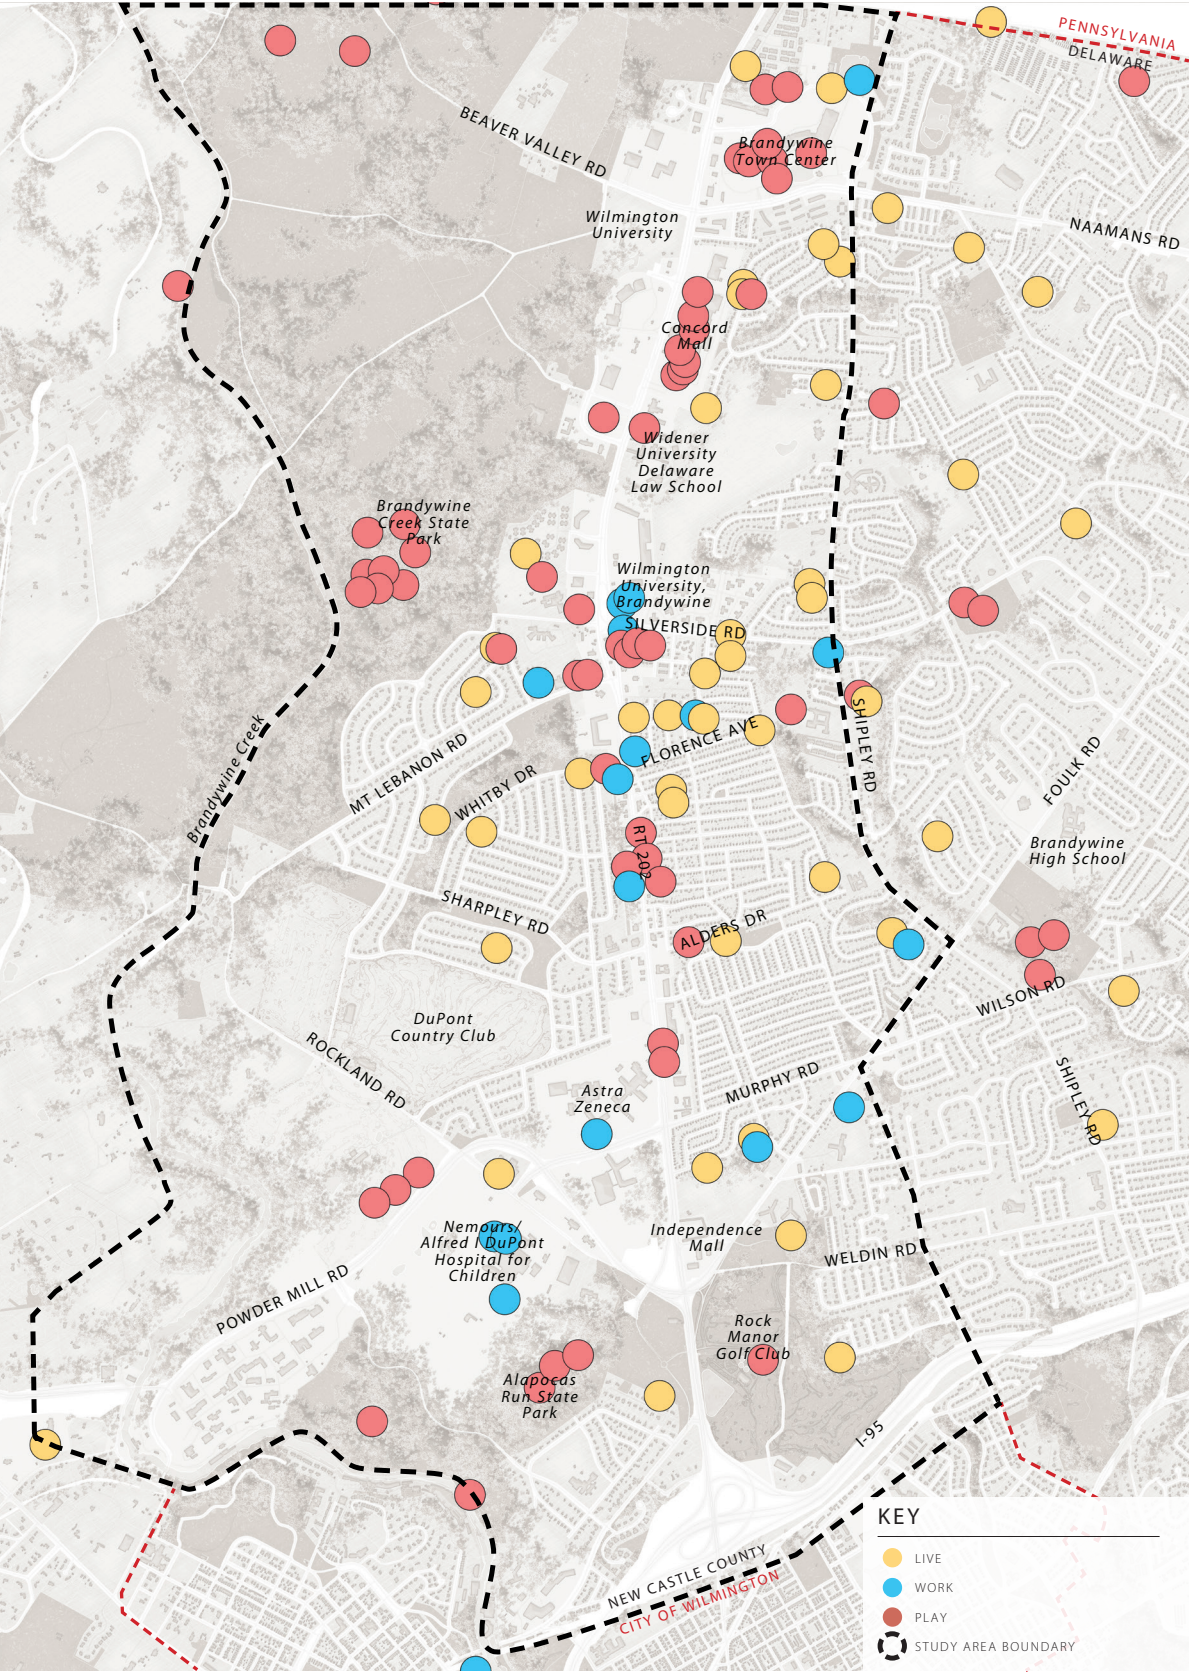 PENNSYLVANIA
DELAWARE
BEAVER VALLEY RD
Brandywine
Town Center
Wilmington
University
NAAMANS RD
Concord
Mall
Widener
University
Delaware
Law School
Brandywine
Creek State
Park
Wilmington
University,
Brandywine
SILVERSIDE RD
SHIPLEY RD
FLORENCE AVE
Brandywine Creek
MT LEBANON RD
WHITBY DR
FOULK RD
RT 202
Brandywine
High School
SHARPLEY RD
ALDERS DR
WILSON RD
DuPont
Country Club
ROCKLAND RD
Astra
Zeneca
MURPHY RD
SHIPLEY RD
Nemours/
Alfred I DuPont
Hospital for
Children
Independence
Mall
WELDIN RD
POWDER MILL RD
Rock
Manor
Golf Club
Alapocas
Run State
Park
I-95
NEW CASTLE COUNTY
CITY OF WILMINGTON
KEY
LIVE
WORK
PLAY
STUDY AREA BOUNDARY